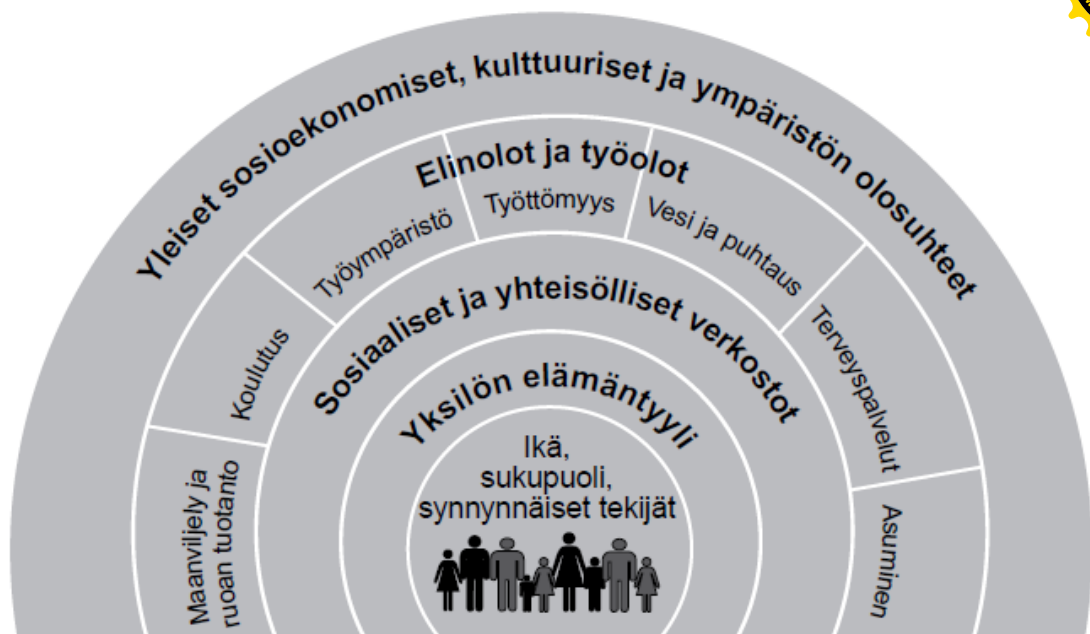 Yleiset sosioekonomiset, kulttuuriset ja ympäristön olosuhteet
Elinolot ja työolot
Maanviljely ja
ruoan tuotanto
Koulutus
Työympäristö
Työttömyys
Vesi ja puhtaus
Terveyspalvelut
Asuminen
Sosiaaliset ja yhteisölliset verkostot
Yksilön elämäntyyli
Ikä,
sukupuoli,
synnynnäiset tekijät